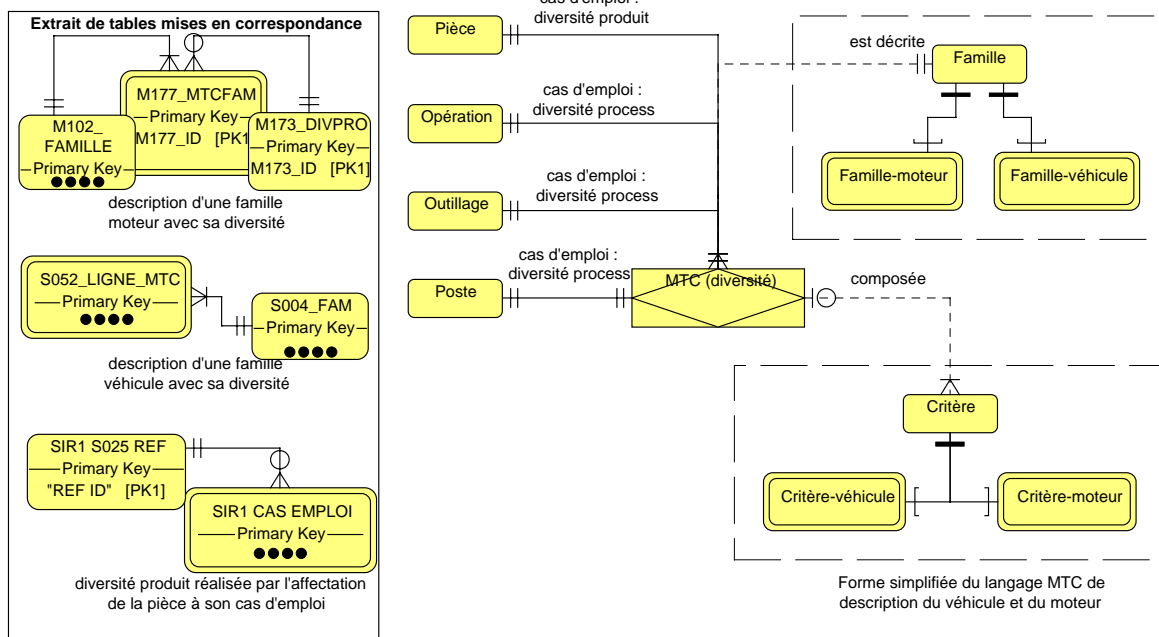 Extrait de tables mises en correspondance
M177_MTCFAM
Primary Key
M177_ID [PK1
M102_
FAMILLE
Primary Key
M173_DIVPRO
Primary Key
M173_ID [PK1]
description d'une famille
moteur avec sa diversité
S052_LIGNE_MTC
Primary Key
S004_FAM
Primary Key
description d'une famille
véhicule avec sa diversité
SIR1 S025 REF
Primary Key
"REF ID" [PK1]
SIR1 CAS EMPLOI
Primary Key
diversité produit réalisée par l'affectation
de la pièce à son cas d'emploi
cas d'emploi :
diversité produit
Pièce
cas d'emploi :
diversité process
Opération
cas d'emploi :
diversité process
Outillage
cas d'emploi :
diversité process
Poste
MTC (diversité)
est décrite
Famille
Famille-moteur
Famille-véhicule
composée
Critère
Critère-véhicule
Critère-moteur
Forme simplifiée du langage MTC de
description du véhicule et du moteur